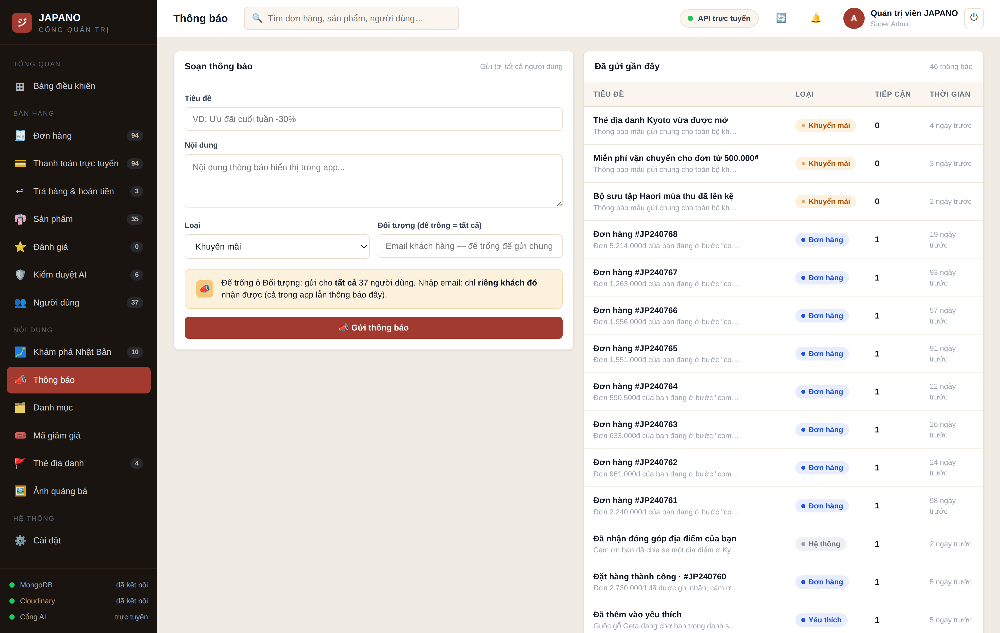 ジ
JAPANO
CỔNG QUẢN TRỊ
TỔNG QUAN
Bảng điều khiển
BÁN HÀNG
Đơn hàng 94
Thanh toán trực tuyến 94
Trả hàng & hoàn tiền 3
Sản phẩm 35
Đánh giá 0
Kiểm duyệt AI 6
Người dùng 37
NỘI DUNG
Khám phá Nhật Bản 10
Thông báo
Danh mục
Mã giảm giá
Thẻ địa danh 4
Ảnh quảng bá
HỆ THỐNG
Cài đặt
MongoDB đã kết nối
Cloudinary đã kết nối
Cổng AI trực tuyến
Thông báo
Tìm đơn hàng, sản phẩm, người dùng…
API trực tuyến
A
Quản trị viên JAPANO
Super Admin
Soạn thông báo
Gửi tới tất cả người dùng
Tiêu đề
VD: Ưu đãi cuối tuần -30%
Nội dung
Nội dung thông báo hiển thị trong app...
Loại
Khuyến mãi
Đối tượng (để trống = tất cả)
Email khách hàng — để trống để gửi chung
Để trống ô Đối tượng: gửi cho tất cả 37 người dùng. Nhập email: chỉ riêng khách đó
nhận được (cả trong app lẫn thông báo đẩy).
Gửi thông báo
Đã gửi gần đây
46 thông báo
TIÊU ĐỀ LOẠI TIẾP CẬN THỜI GIAN
Thẻ địa danh Kyoto vừa được mở
Thông báo mẫu gửi chung cho toàn bộ kh…
Khuyến mãi 0 4 ngày trước
Miễn phí vận chuyển cho đơn từ 500.000₫
Thông báo mẫu gửi chung cho toàn bộ kh…
Khuyến mãi 0 3 ngày trước
Bộ sưu tập Haori mùa thu đã lên kệ
Thông báo mẫu gửi chung cho toàn bộ kh…
Khuyến mãi 0 2 ngày trước
Đơn hàng #JP240768
Đơn 5.214.000đ của bạn đang ở bước "co…
Đơn hàng 1 19 ngày
trước
Đơn hàng #JP240767
Đơn 1.263.000đ của bạn đang ở bước "co…
Đơn hàng 1 93 ngày
trước
Đơn hàng #JP240766
Đơn 1.956.000đ của bạn đang ở bước "co…
Đơn hàng 1 57 ngày
trước
Đơn hàng #JP240765
Đơn 1.551.000đ của bạn đang ở bước "co…
Đơn hàng 1 91 ngày
trước
Đơn hàng #JP240764
Đơn 590.500đ của bạn đang ở bước "com…
Đơn hàng 1 22 ngày
trước
Đơn hàng #JP240763
Đơn 633.000đ của bạn đang ở bước "com…
Đơn hàng 1 26 ngày
trước
Đơn hàng #JP240762
Đơn 961.000đ của bạn đang ở bước "com…
Đơn hàng 1 24 ngày
trước
Đơn hàng #JP240761
Đơn 2.240.000đ của bạn đang ở bước "co…
Đơn hàng 1 98 ngày
trước
Đã nhận đóng góp địa điểm của bạn
Cảm ơn bạn đã chia sẻ một địa điểm ở Ky…
Hệ thống 1 2 ngày trước
Đặt hàng thành công · #JP240760
Đơn 2.730.000đ đã được ghi nhận, cảm ơ…
Đơn hàng 1 5 ngày trước
Đã thêm vào yêu thích
Guốc gỗ Geta đang chờ bạn trong danh s…
Yêu thích 1 5 ngày trước